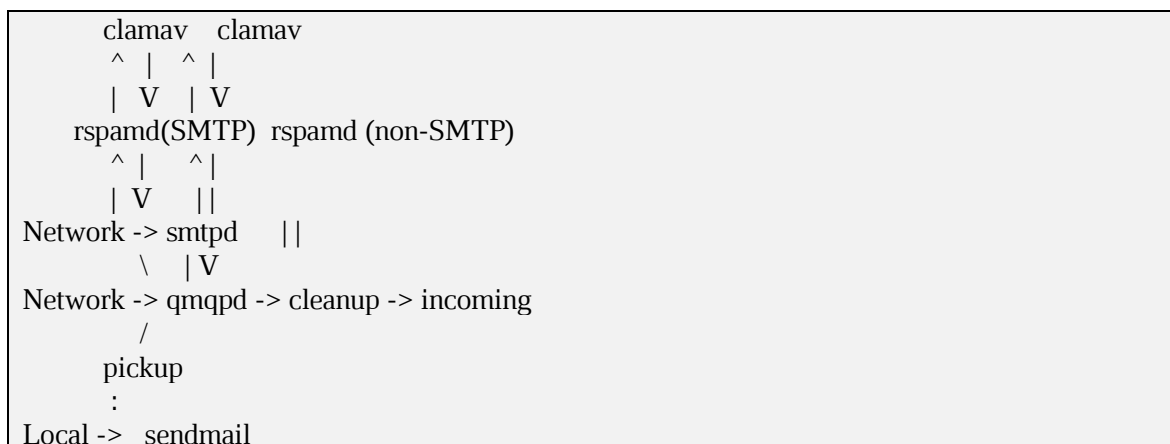 clamav clamav
^ | ^ |
| V | V
rspamd(SMTP) rspamd (non-SMTP)
^ | ^ |
| V | |
Network -> smtpd | |
\ | V
Network -> qmqpd -> cleanup -> incoming
/
pickup
:
Local -> sendmail